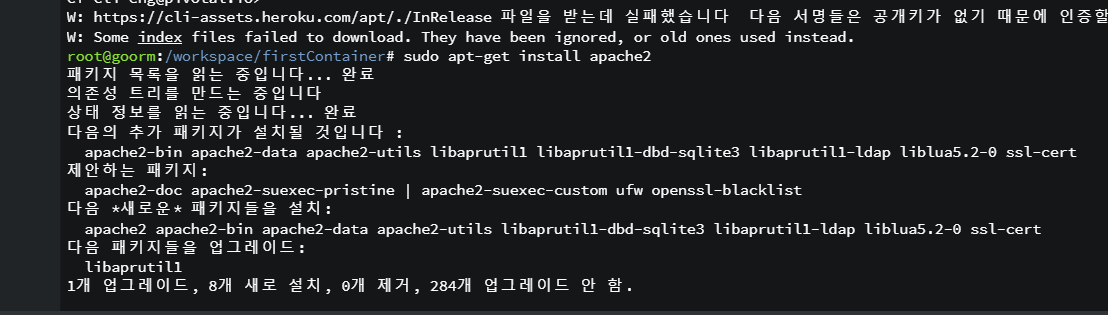 W: https://cli-assets.heroku.com/apt/./InRelease 파일을 받는데 실패했습니다  다음 서명들은 공개키가 없기 때문에 인증할
W: Some index files failed to download. They have been ignored, or old ones used instead.
root@goorm:/workspace/firstContainer# sudo apt-get install apache2
패키지 목록을 읽는 중입니다... 완료
의존성 트리를 만드는 중입니다
상태 정보를 읽는 중입니다... 완료
다음의 추가 패키지가 설치될 것입니다 :
  apache2-bin apache2-data apache2-utils libaprutil1 libaprutil1-dbd-sqlite3 libaprutil1-ldap liblua5.2-0 ssl-cert
제안하는 패키지:
  apache2-doc apache2-suexec-pristine | apache2-suexec-custom ufw openssl-blacklist
다음 *새로운* 패키지들을 설치:
  apache2 apache2-bin apache2-data apache2-utils libaprutil1-dbd-sqlite3 libaprutil1-ldap liblua5.2-0 ssl-cert
다음 패키지들을 업그레이드:
  libaprutil1
1개 업그레이드, 8개 새로 설치, 0개 제거, 284개 업그레이드 안 함.